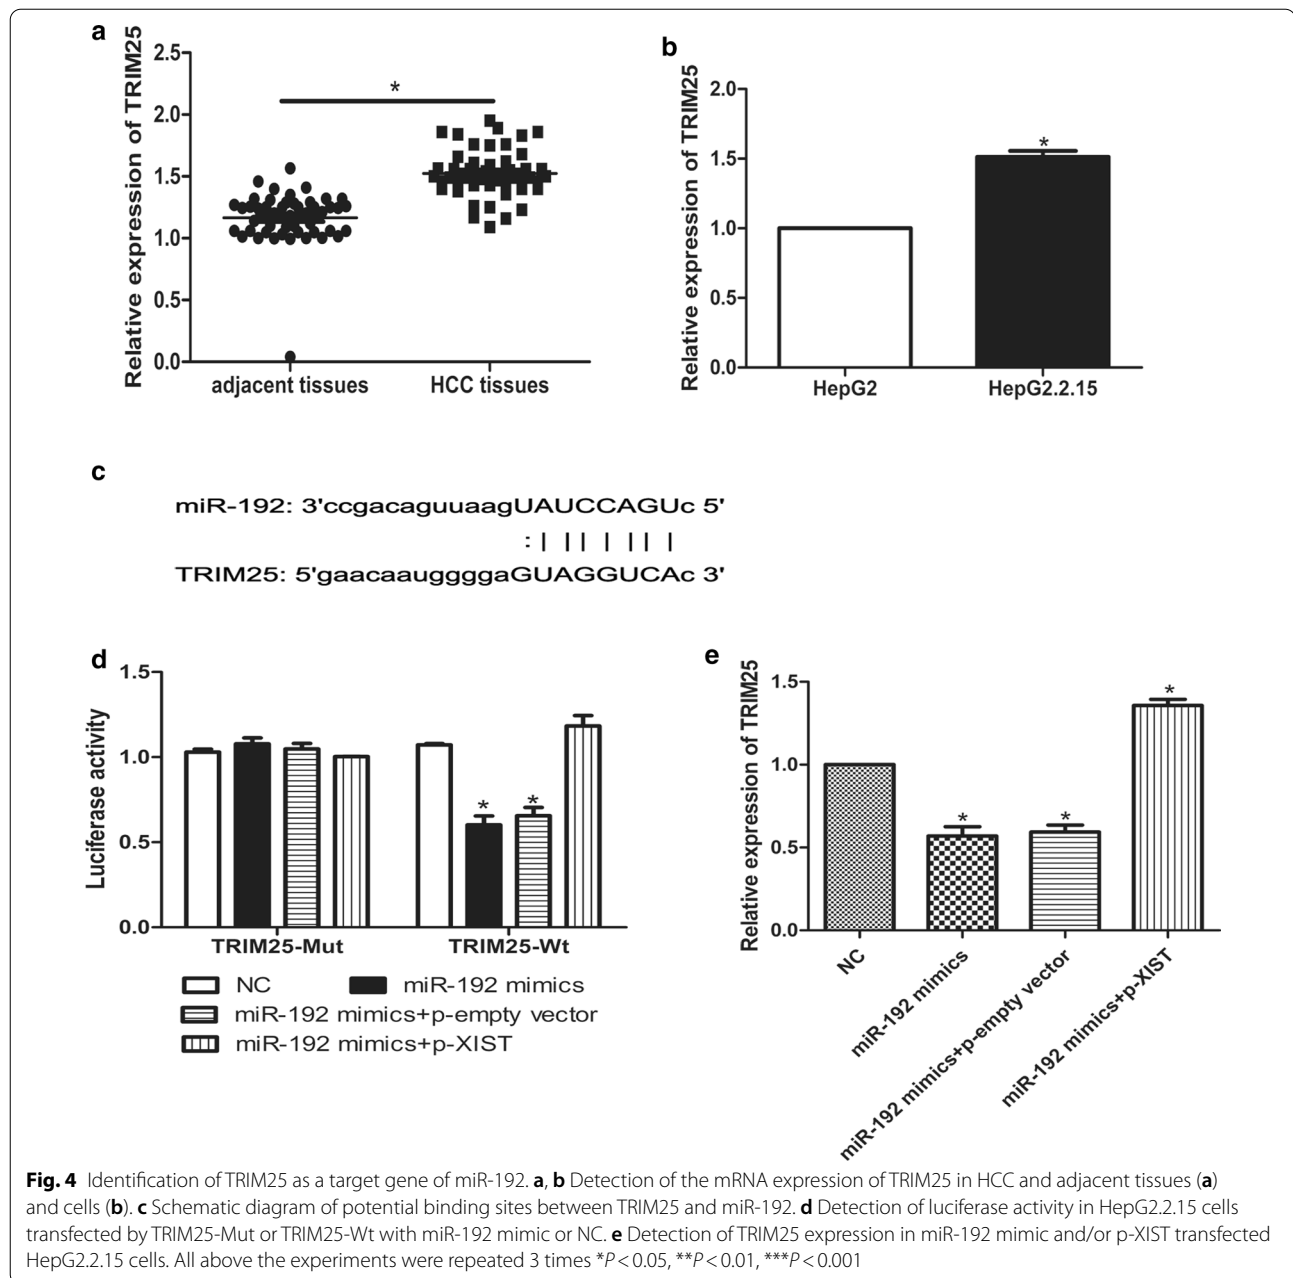 a
Relative expression of TRIM25
2.5
2.0
1.5
1.0
0.5
0.0
*
adjacent tissues
HCC tissues
b
Relative expression of TRIM25
2.0
1.5
1.0
0.5
0.0
*
HepG2
HepG2.2.15
c
miR-192: 3'ccgacaguuaagUAUCCAGUc 5'
: | | | | | | |
TRIM25: 5'gaacaauggggaGUAGGUCAc 3'
d
Luciferase activity
1.5
1.0
0.5
0.0
* *
TRIM25-Mut
TRIM25-Wt
NC
miR-192 mimics
miR-192 mimics+p-empty vector
miR-192 mimics+p-XIST
e
Relative expression of TRIM25
1.5
1.0
0.5
0.0
* * *
NC
miR-192 mimics
miR-192 mimics+p-empty vector
miR-192 mimics+p-XIST
Fig. 4 Identification of TRIM25 as a target gene of miR-192. a, b Detection of the mRNA expression of TRIM25 in HCC and adjacent tissues (a)
and cells (b). c Schematic diagram of potential binding sites between TRIM25 and miR-192. d Detection of luciferase activity in HepG2.2.15 cells
transfected by TRIM25-Mut or TRIM25-Wt with miR-192 mimic or NC. e Detection of TRIM25 expression in miR-192 mimic and/or p-XIST transfected
HepG2.2.15 cells. All above the experiments were repeated 3 times *P < 0.05, **P < 0.01, ***P < 0.001